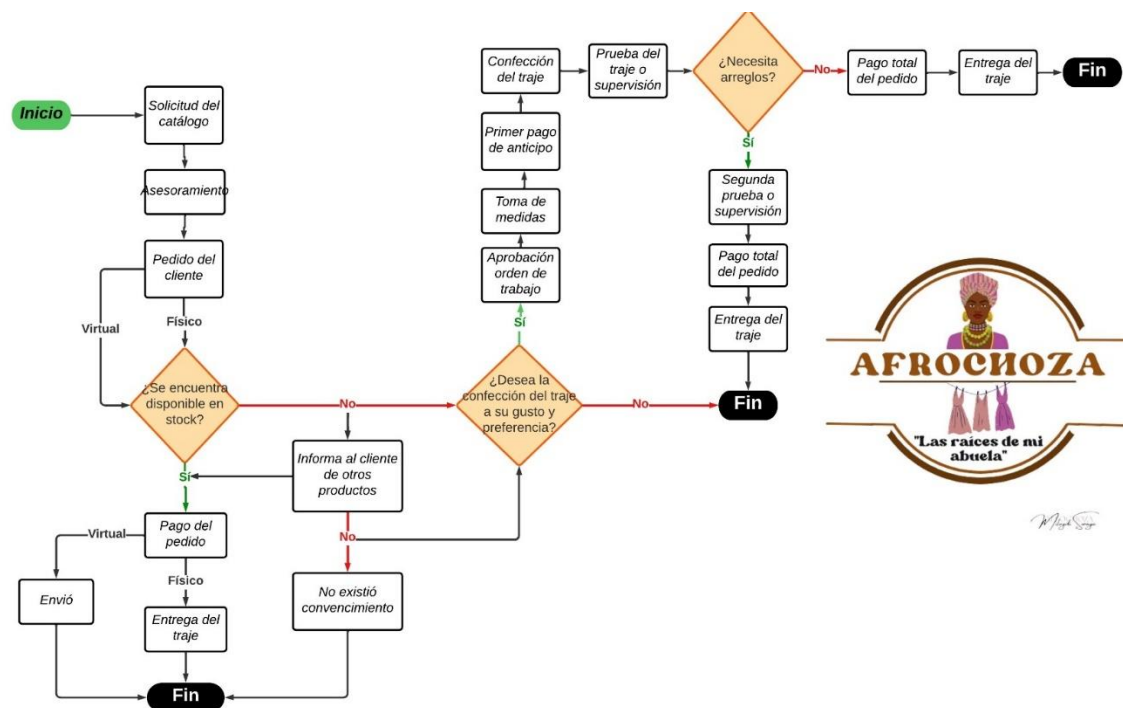 Inicio
Solicitud del
catálogo
Asesoramiento
Pedido del
cliente
Virtual
Físico
¿Se encuentra
disponible en
stock?
No
Informa al cliente
de otros
productos
Sí
Pago del
pedido
Virtual
Físico
Envió
Entrega del
traje
No
No existió
convencimiento
Fin
¿Desea la
confección del traje
a su gusto y
preferencia?
Sí
Aprobación
orden de
trabajo
Toma de
medidas
Primer pago
de anticipo
Confección
del traje
Prueba del
traje o
supervisión
¿Necesita
arreglos?
No
Pago total
del pedido
Entrega del
traje
Fin
Sí
Segunda
prueba o
supervisión
Pago total
del pedido
Entrega del
traje
No
Fin
AFROCHOZA
"Las raíces de mi
abuela"